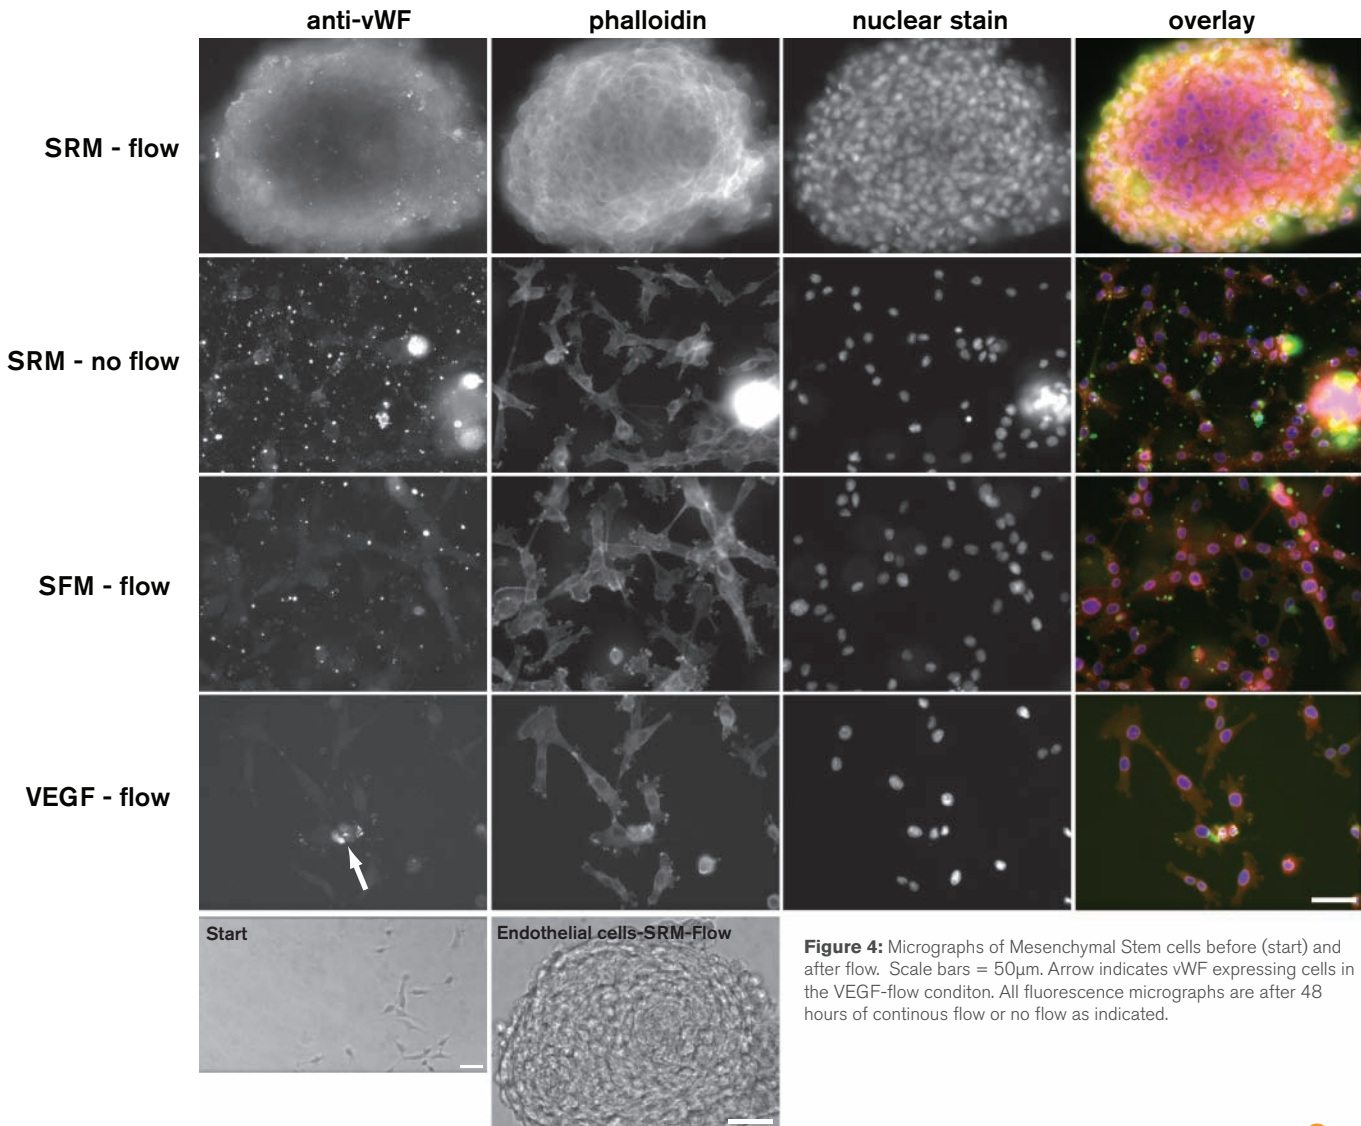 anti-vWF phalloidin nuclear stain overlay
SRM - flow
SRM - no flow
SFM - flow
VEGF - flow
Start
Endothelial cells-SRM-Flow
Figure 4: Micrographs of Mesenchymal Stem cells before (start) and
after flow. Scale bars = 50µm. Arrow indicates vWF expressing cells in
the VEGF-flow conditon. All fluorescence micrographs are after 48
hours of continous flow or no flow as indicated.